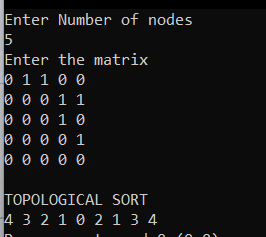 Enter Number of nodes
5
Enter the matrix
0 1 1 0 0
0 0 0 1 1
0 0 0 1 0
0 0 0 0 1
0 0 0 0 0
TOPOLOGICAL SORT
4 3 2 1 0 2 1 3 4